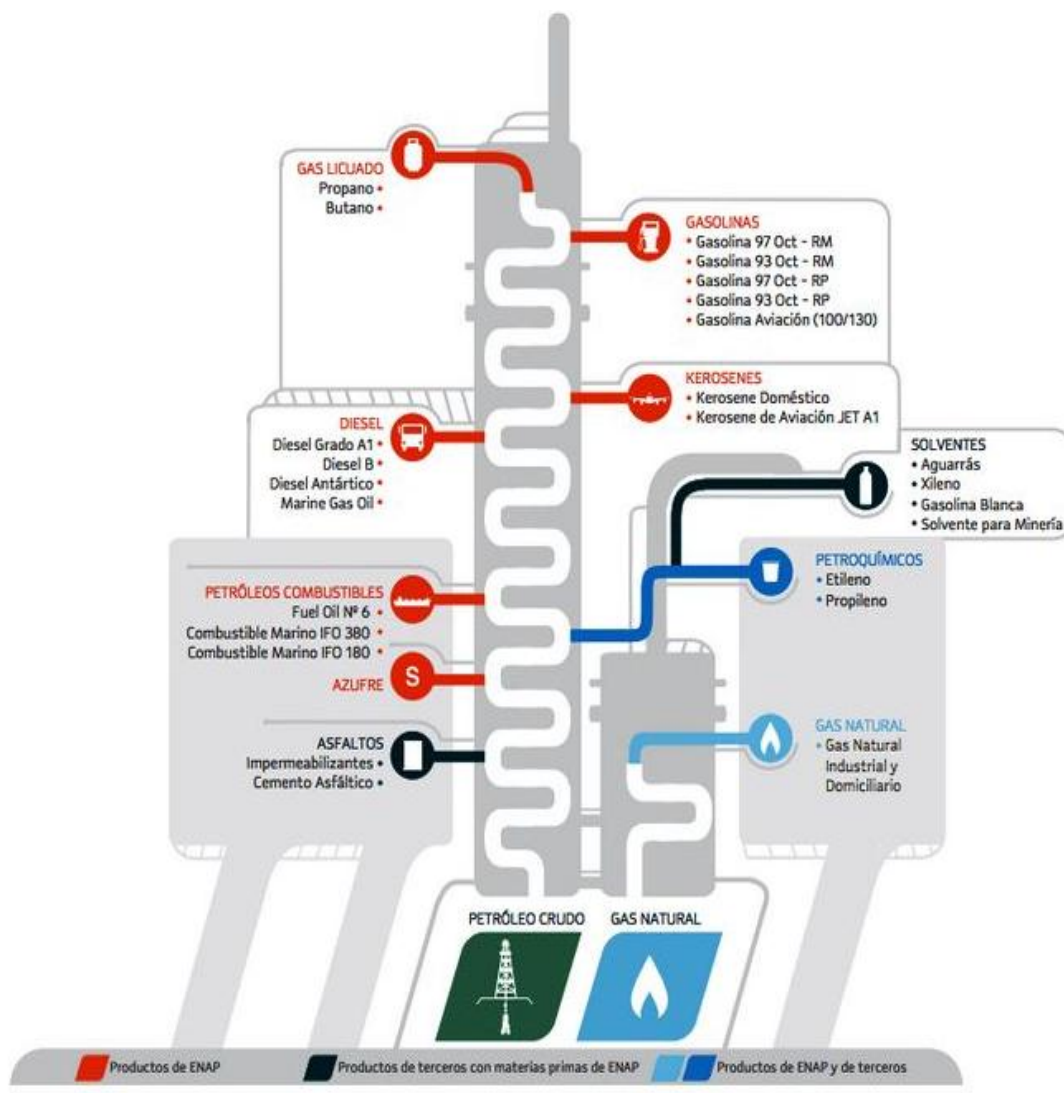 GAS LICUADO
Propano •
Butano •
GASOLINAS
• Gasolina 97 Oct - RM
• Gasolina 93 Oct - RM
• Gasolina 97 Oct - RP
• Gasolina 93 Oct - RP
• Gasolina Aviación (100/130)
KEROSENES
• Kerosene Doméstico
• Kerosene de Aviación JET A1
DIESEL
Diesel Grado A1 •
Diesel B •
Diesel Antártico •
Marine Gas Oil •
SOLVENTES
• Aguarrás
• Xileno
• Gasolina Blanca
• Solvente para Minería
PETROQUÍMICOS
• Etileno
• Propileno
PETRÓLEOS COMBUSTIBLES
Fuel Oil Nº 6 •
Combustible Marino IFO 380 •
Combustible Marino IFO 180 •
AZUFRE
S
ASFALTOS
Impermeabilizantes •
Cemento Asfáltico •
GAS NATURAL
• Gas Natural
Industrial y
Domiciliario
PETRÓLEO CRUDO
GAS NATURAL
Productos de ENAP
Productos de terceros con materias primas de ENAP
Productos de ENAP y de terceros